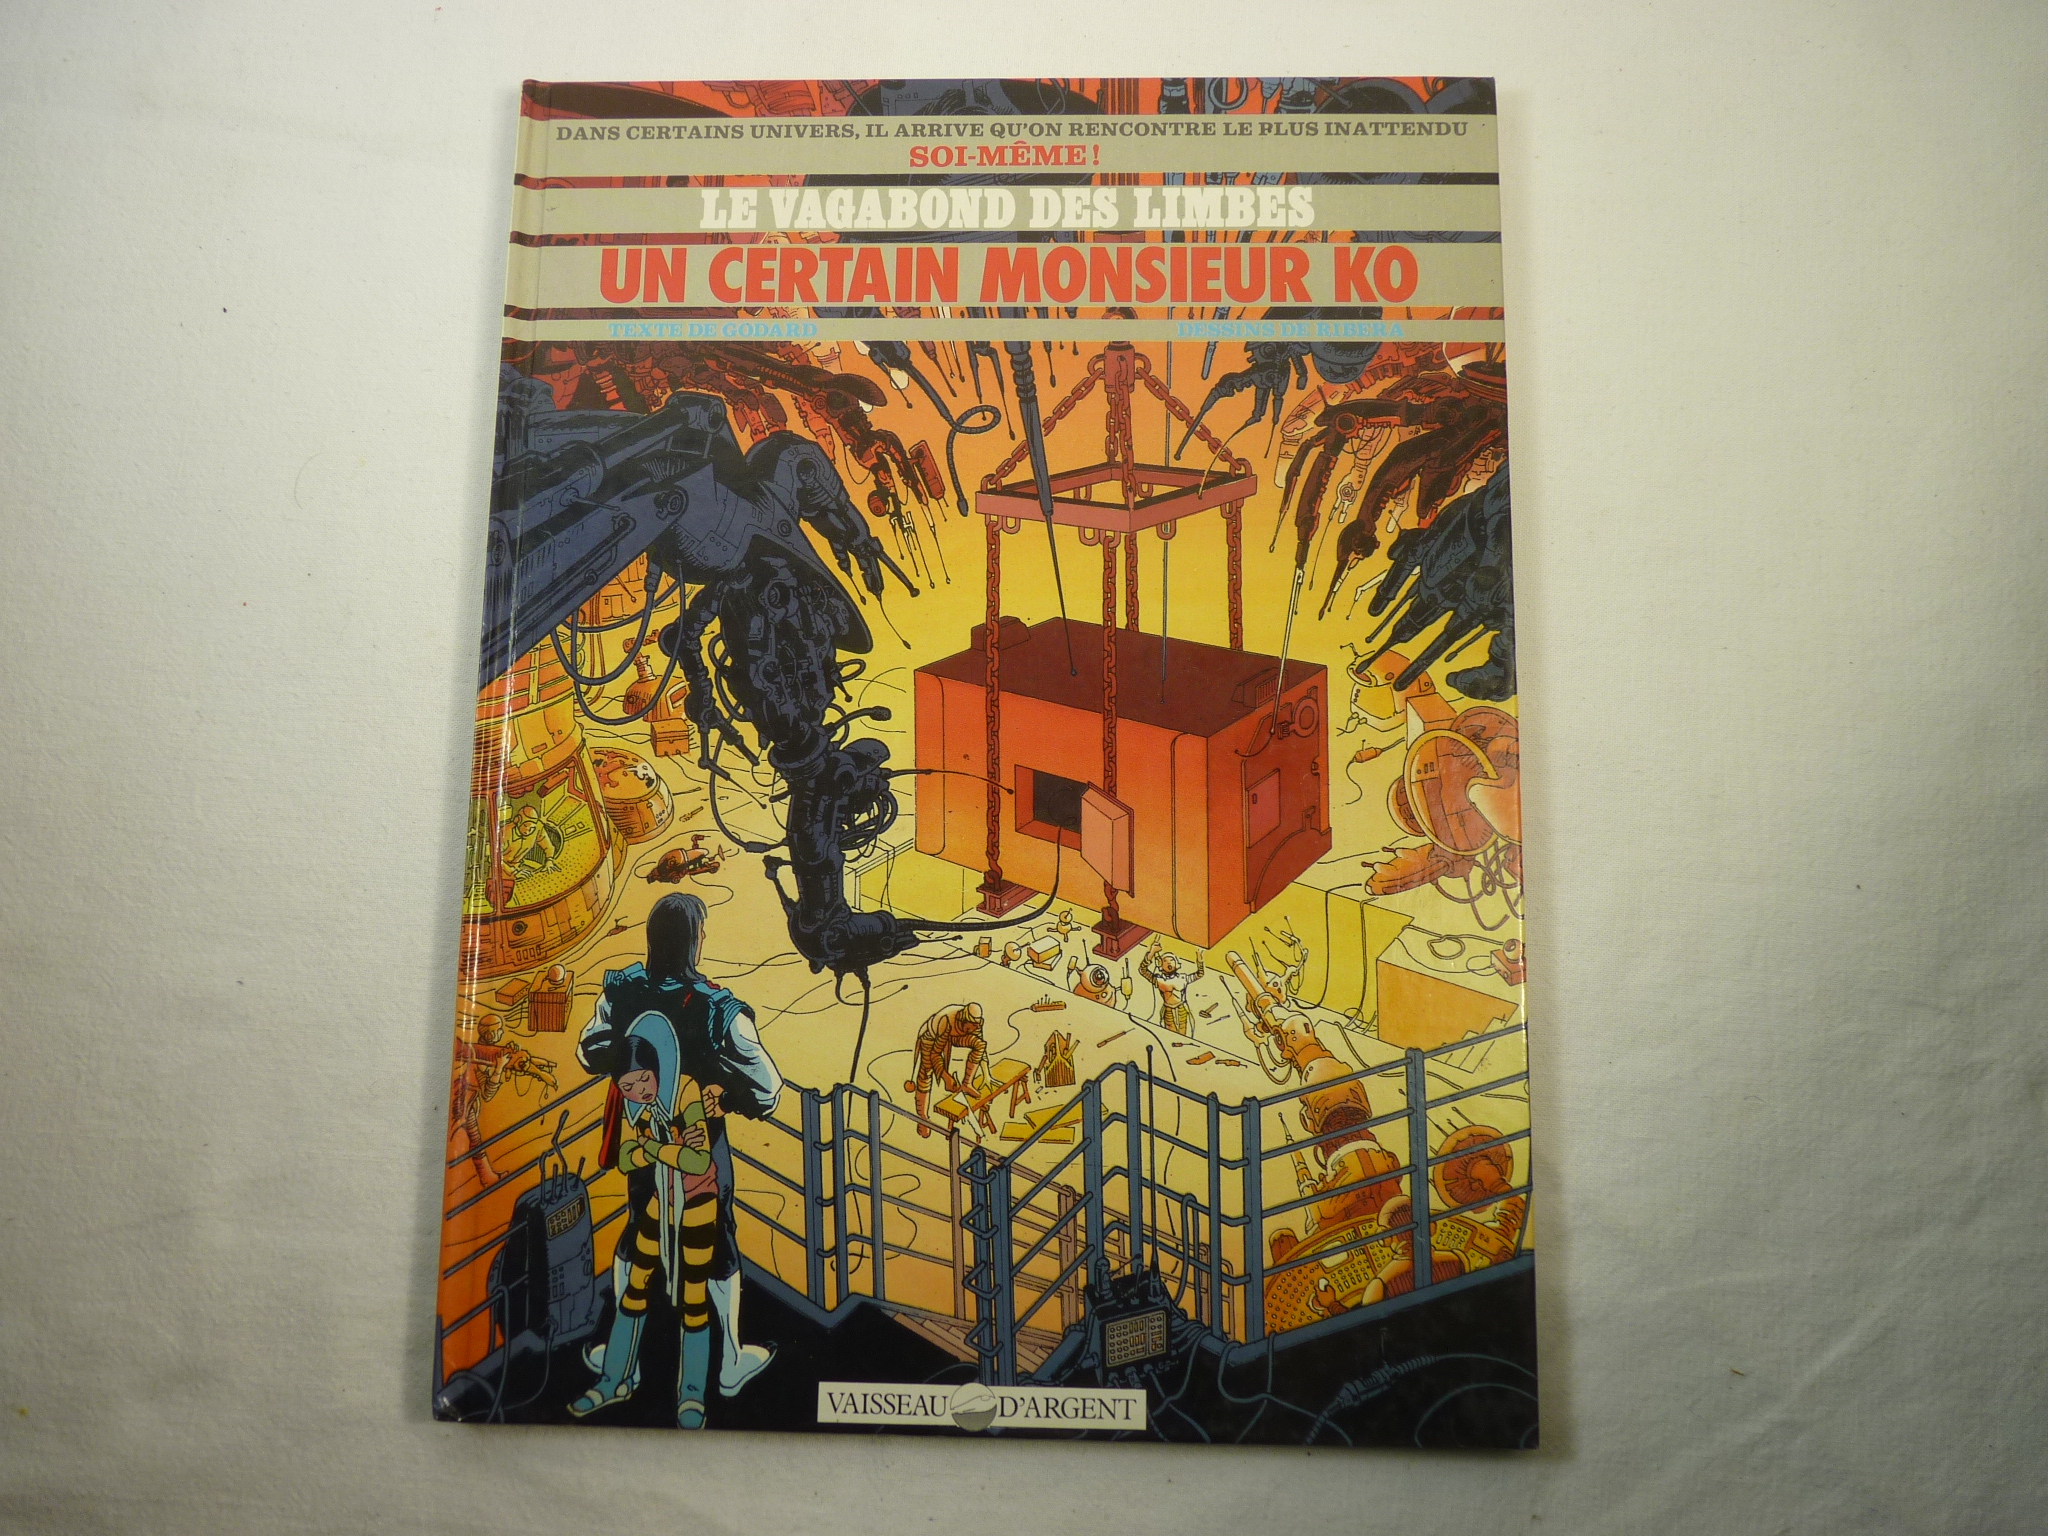 DANS CERTAINS UNIVERS, IL ARRIVE QU'ON RENCONTRE LE PLUS INATTENDU
SOI-MÊME!
LE VAGABOND DES LIMBES
UN CERTAIN MONSIEUR KO
TEXTE DE GODARD DESSINS DE RIBERA
VAISSEAU D'ARGENT